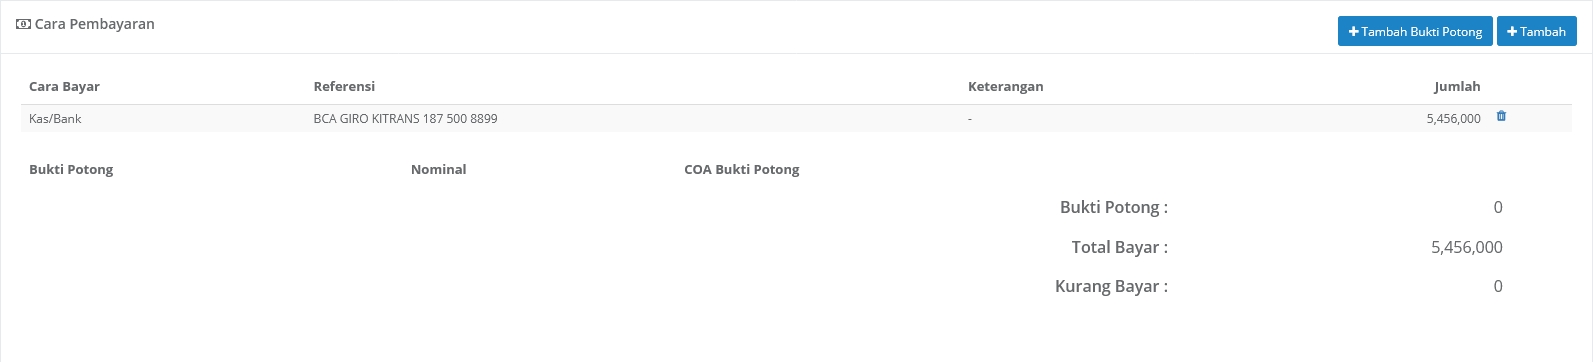 Cara Pembayaran
Tambah Bukti Potong Tambah
Cara Bayar Referensi Keterangan Jumlah
Kas/Bank BCA GIRO KITRANS 187 500 8899 - 5,456,000
Bukti Potong Nominal COA Bukti Potong
Bukti Potong : 0
Total Bayar : 5,456,000
Kurang Bayar : 0